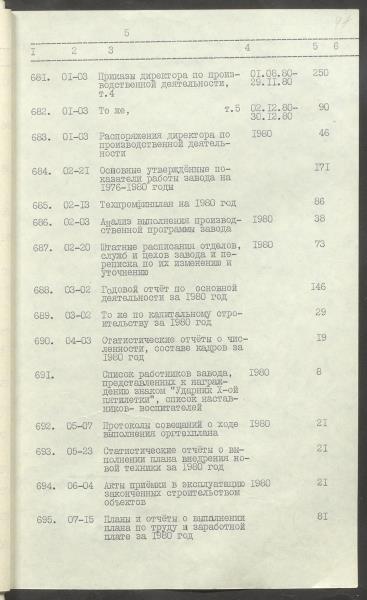 5
1 2 3 4 5 6
681. 01-03 Приказы директора по произ- 01.08.80- 250
водственной деятельности, 29.11.80
т.4
682. 01-03 То же, т.5 02.12.80- 90
30.12.80
683. 01-03 Распоряжения директора по 1980 46
производственной деятель-
ности
684. 02-21 Основные утверждённые по- 171
казатели работы завода на
1976-1980 годы
685. 02-13 Техпромфинплан на 1980 год 86
686. 02-03 Анализ выполнения производ- 1980 38
ственной программы завода
687. 02-20 Штатные расписания отделов, 1980 73
служб и цехов завода и пе-
реписка по их изменению и
уточнению
688. 03-02 Годовой отчёт по основной 146
деятельности за 1980 год
689. 03-02 То же по капитальному стро- 29
ительству за 1980 год
690. 04-03 Статистические отчёты о чис- 19
ленности, составе кадров за
1980 год
691. Список работников завода, 1980 8
представленных к награж-
дению знаком "Ударник X-ой
пятилетки", список настав-
ников- воспитателей
692. 05-07 Протоколы совещаний о ходе 1980 21
выполнения оргтехплана
693. 05-23 Статистические отчёты о вы- 21
полнении плана внедрения но-
вой техники за 1980 год
694. 06-04 Акты приёмки в эксплуатацию 1980 21
законченных строительством
объектов
695. 07-15 Планы и отчёты о выполнении 81
плана по труду и заработной
плате за 1980 год